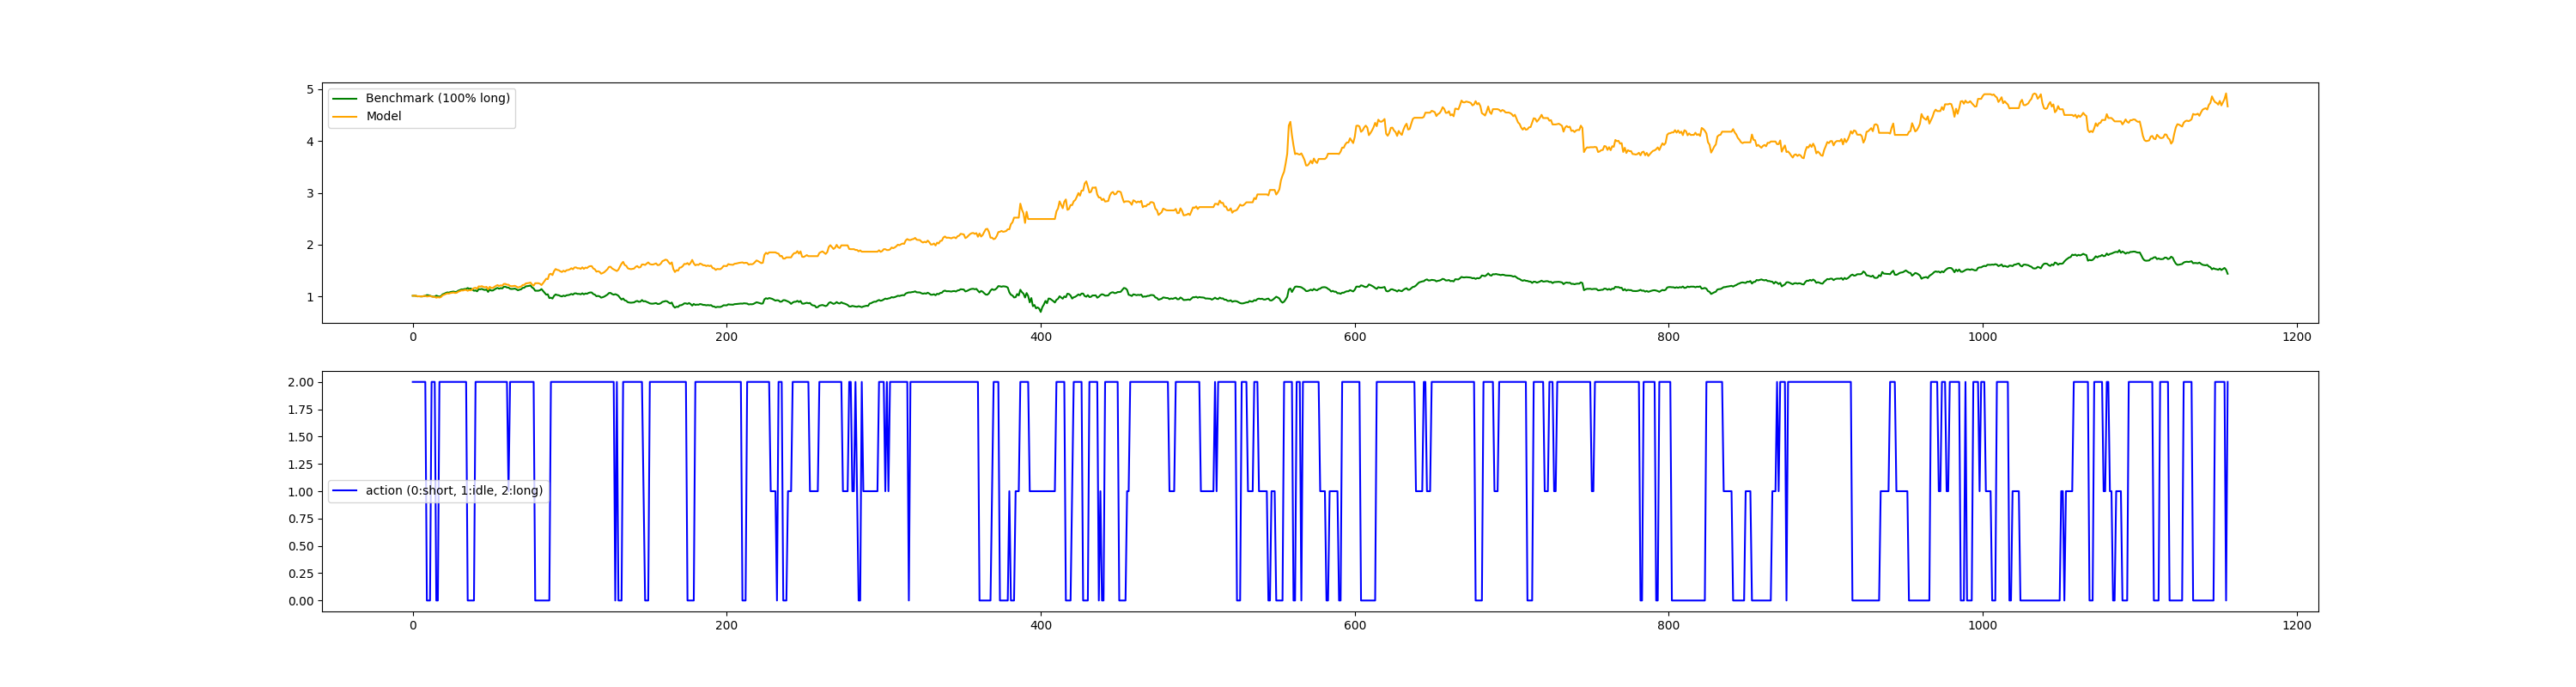 5
4
3
2
1
Benchmark (100% long)
Model
0 200 400 600 800 1000 1200
2.00
1.75
1.50
1.25
1.00
0.75
0.50
0.25
0.00
action (0:short, 1:idle, 2:long)
0 200 400 600 800 1000 1200